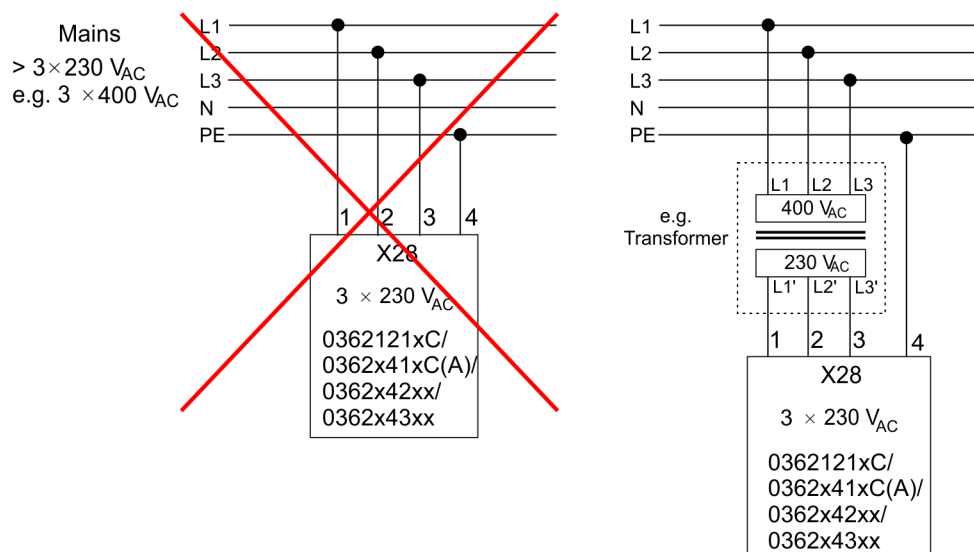 Mains
> 3 × 230 VAC
e.g. 3 × 400 VAC
L1
L2
L3
N
PE
1 2 3 4
X28
3 × 230 VAC
0362121xC/
0362x41xC(A)/
0362x42xx/
0362x43xx
L1
L2
L3
N
PE
e.g.
Transformer
L1 L2 L3
400 VAC
230 VAC
L1' L2' L3'
1 2 3 4
X28
3 × 230 VAC
0362121xC/
0362x41xC(A)/
0362x42xx/
0362x43xx